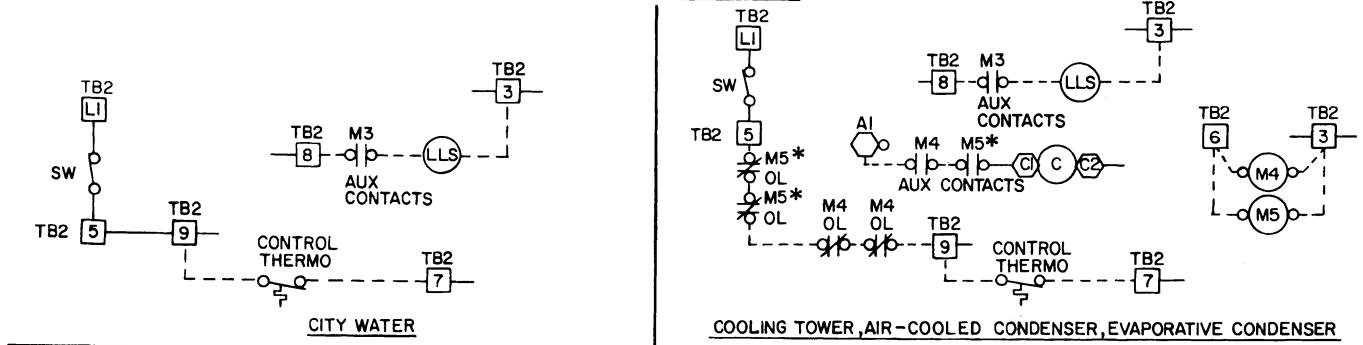 TB2
L1
SW
TB2 5
TB2
9
TB2
8
M3
AUX
CONTACTS
LLS
TB2
3
CONTROL
THERMO
TB2
7
CITY WATER
TB2
L1
SW
TB2 5
M5*
OL
M5*
OL
M4
OL
M4
OL
TB2
9
CONTROL
THERMO
TB2
7
TB2
8
M3
AUX
CONTACTS
LLS
TB2
3
A1
M4
M5*
AUX CONTACTS
C1
C
C2
TB2
6
TB2
3
M4
M5
COOLING TOWER, AIR-COOLED CONDENSER, EVAPORATIVE CONDENSER